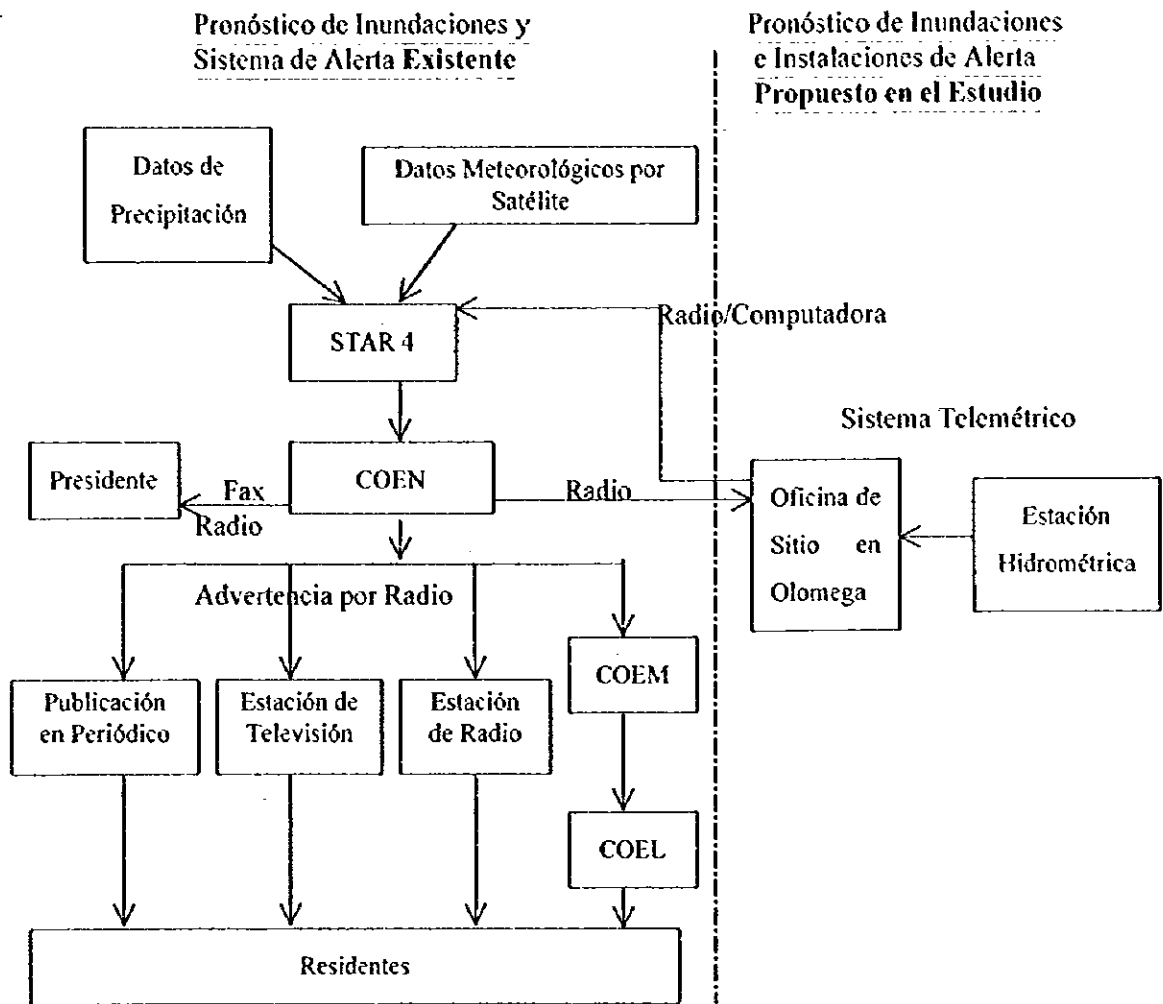 Pronóstico de Inundaciones y
Sistema de Alerta Existente
Pronóstico de Inundaciones
e Instalaciones de Alerta
Propuesto en el Estudio
Datos de
Precipitación
Datos Meteorológicos por
Satélite
STAR 4
Radio/Computadora
Sistema Telemétrico
Presidente
Fax
Radio
COEN
Radio
Oficina de
Sitio en
Olomega
Estación
Hidrométrica
Advertencia por Radio
Publicación
en Periódico
Estación de
Televisión
Estación
de Radio
COEM
COEL
Residentes